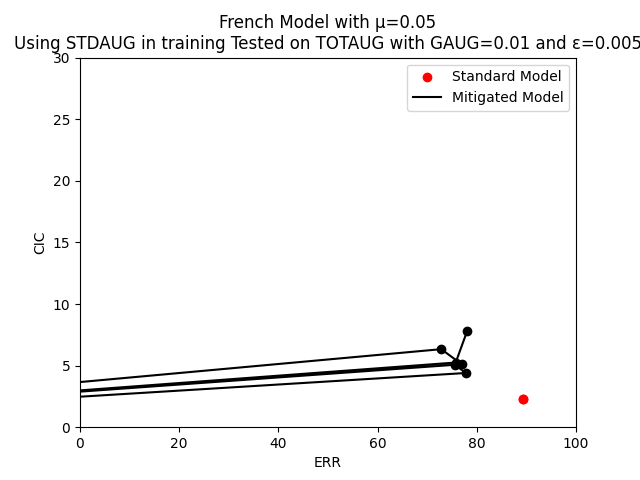 French Model with μ=0.05
Using STDAUG in training Tested on TOTAUG with GAUG=0.01 and ε=0.005
Standard Model
Mitigated Model
30
25
20
15
10
5
0
CIC
0 20 40 60 80 100
ERR